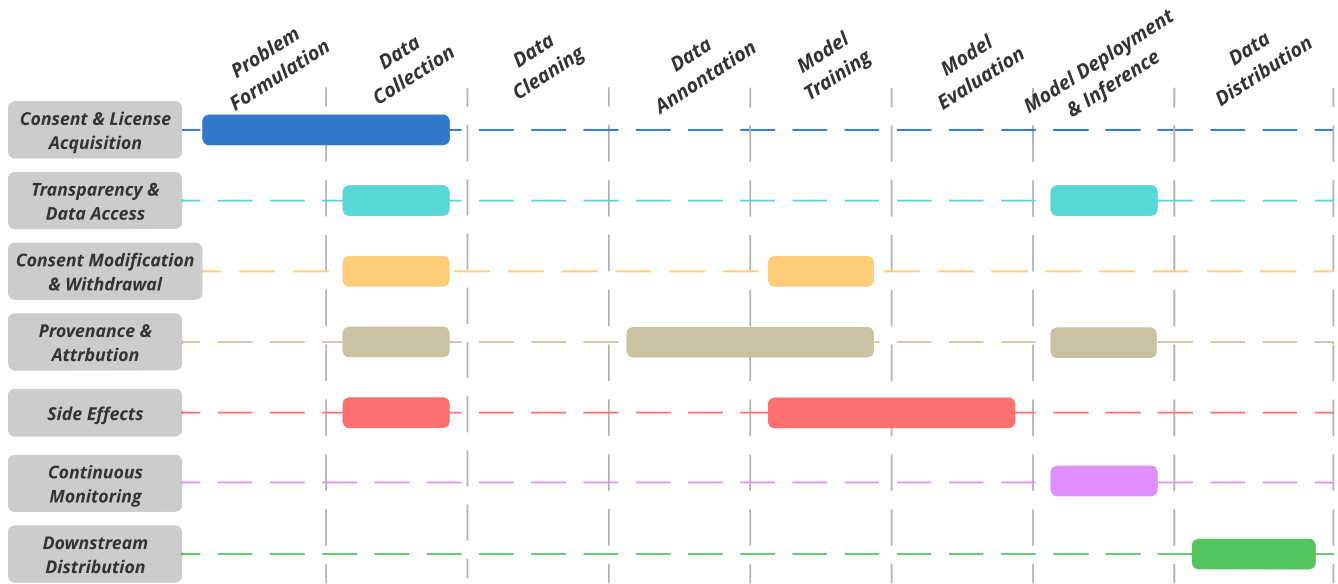 Problem
Formulation
Data
Collection
Data
Cleaning
Data
Annontation
Model
Training
Model
Evaluation
Model Deployment
& Inference
Data
Distribution
Consent & License
Acquisition
Transparency &
Data Access
Consent Modification
& Withdrawal
Provenance &
Attrbution
Side Effects
Continuous
Monitoring
Downstream
Distribution